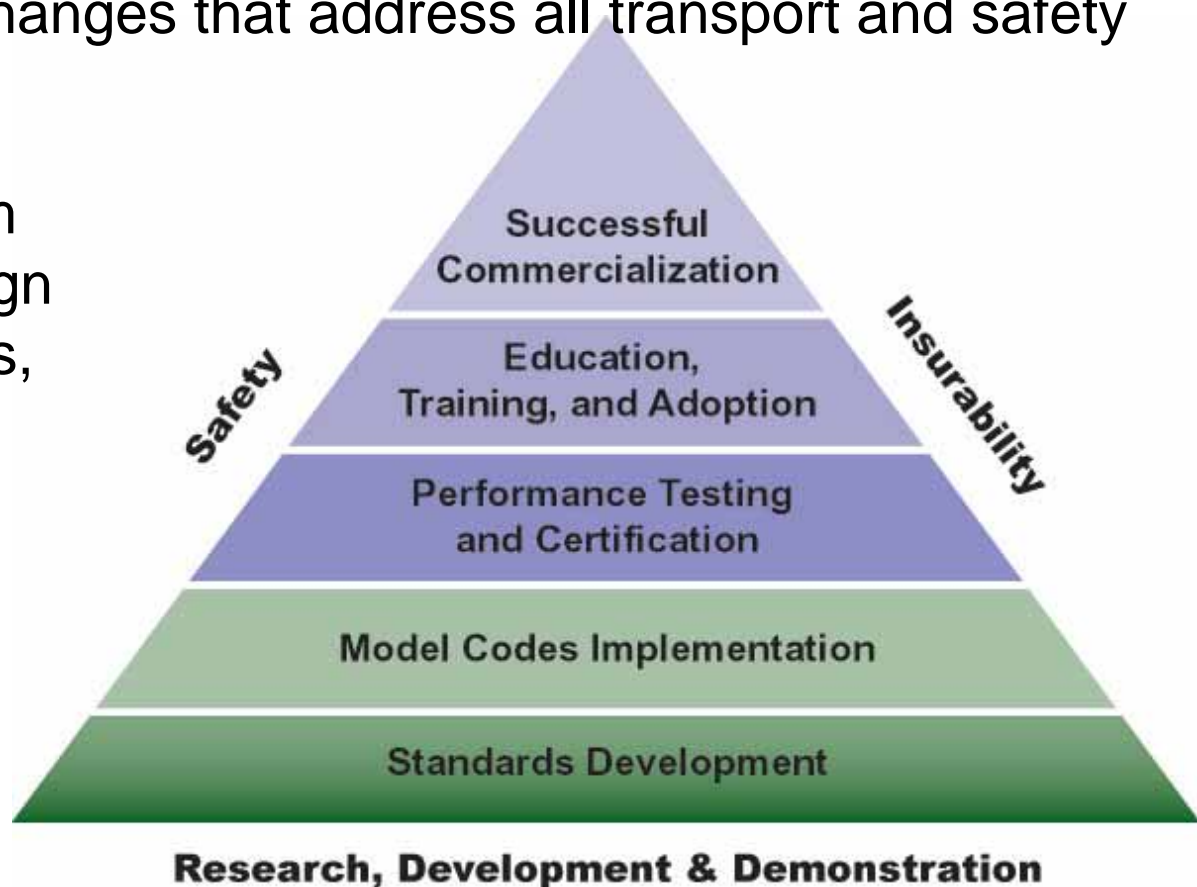 hanges that address all transport and safety
n
gn
s,
Successful
Commercialization
Education,
Training, and Adoption
Performance Testing
and Certification
Model Codes Implementation
Standards Development
Safety
Insurability
Research, Development & Demonstration